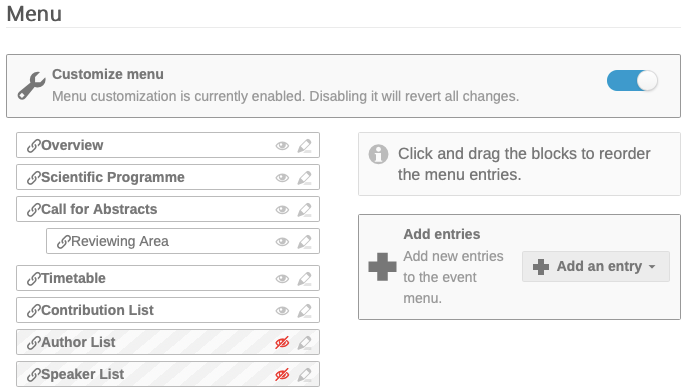 Menu
Customize menu
Menu customization is currently enabled. Disabling it will revert all changes.
Overview
Scientific Programme
Call for Abstracts
Reviewing Area
Timetable
Contribution List
Author List
Speaker List
Click and drag the blocks to reorder
the menu entries.
Add entries
Add new entries
to the event
menu.
Add an entry